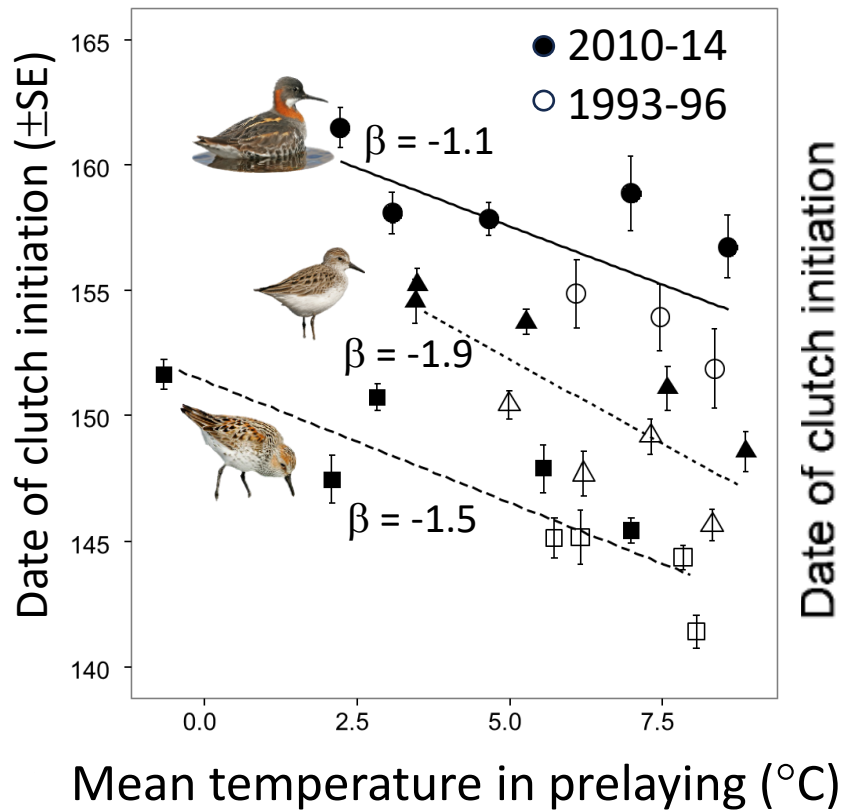 Date of clutch initiation (±SE)
165
160
155
150
145
140
2010-14
1993-96
β = -1.1
β = -1.9
β = -1.5
0.0
2.5
5.0
7.5
Mean temperature in prelaying (°C)
Date of clutch initiation